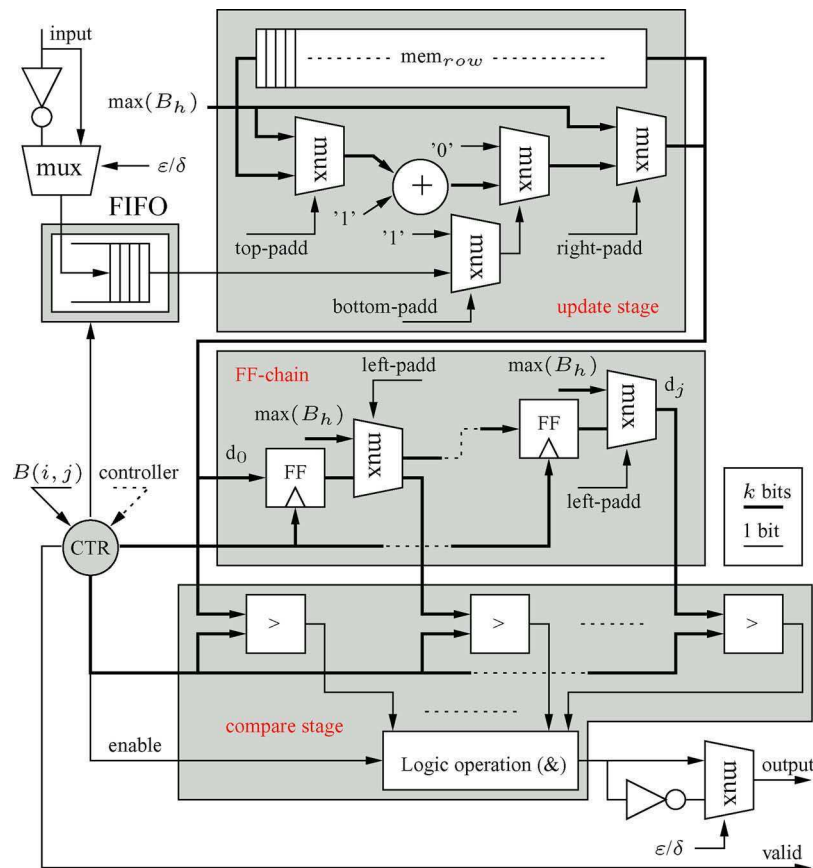 input
mem_row
max(B_h)
mux
ε/δ
FIFO
mux
top-padd
'1'
+
'0'
mux
'1'
mux
bottom-padd
mux
right-padd
update stage
FF-chain
left-padd
max(B_h)
mux
d_0
FF
max(B_h)
FF
mux
d_j
left-padd
B(i, j)
controller
CTR
k bits
1 bit
>
>
>
compare stage
enable
Logic operation (&)
mux
output
ε/δ
valid